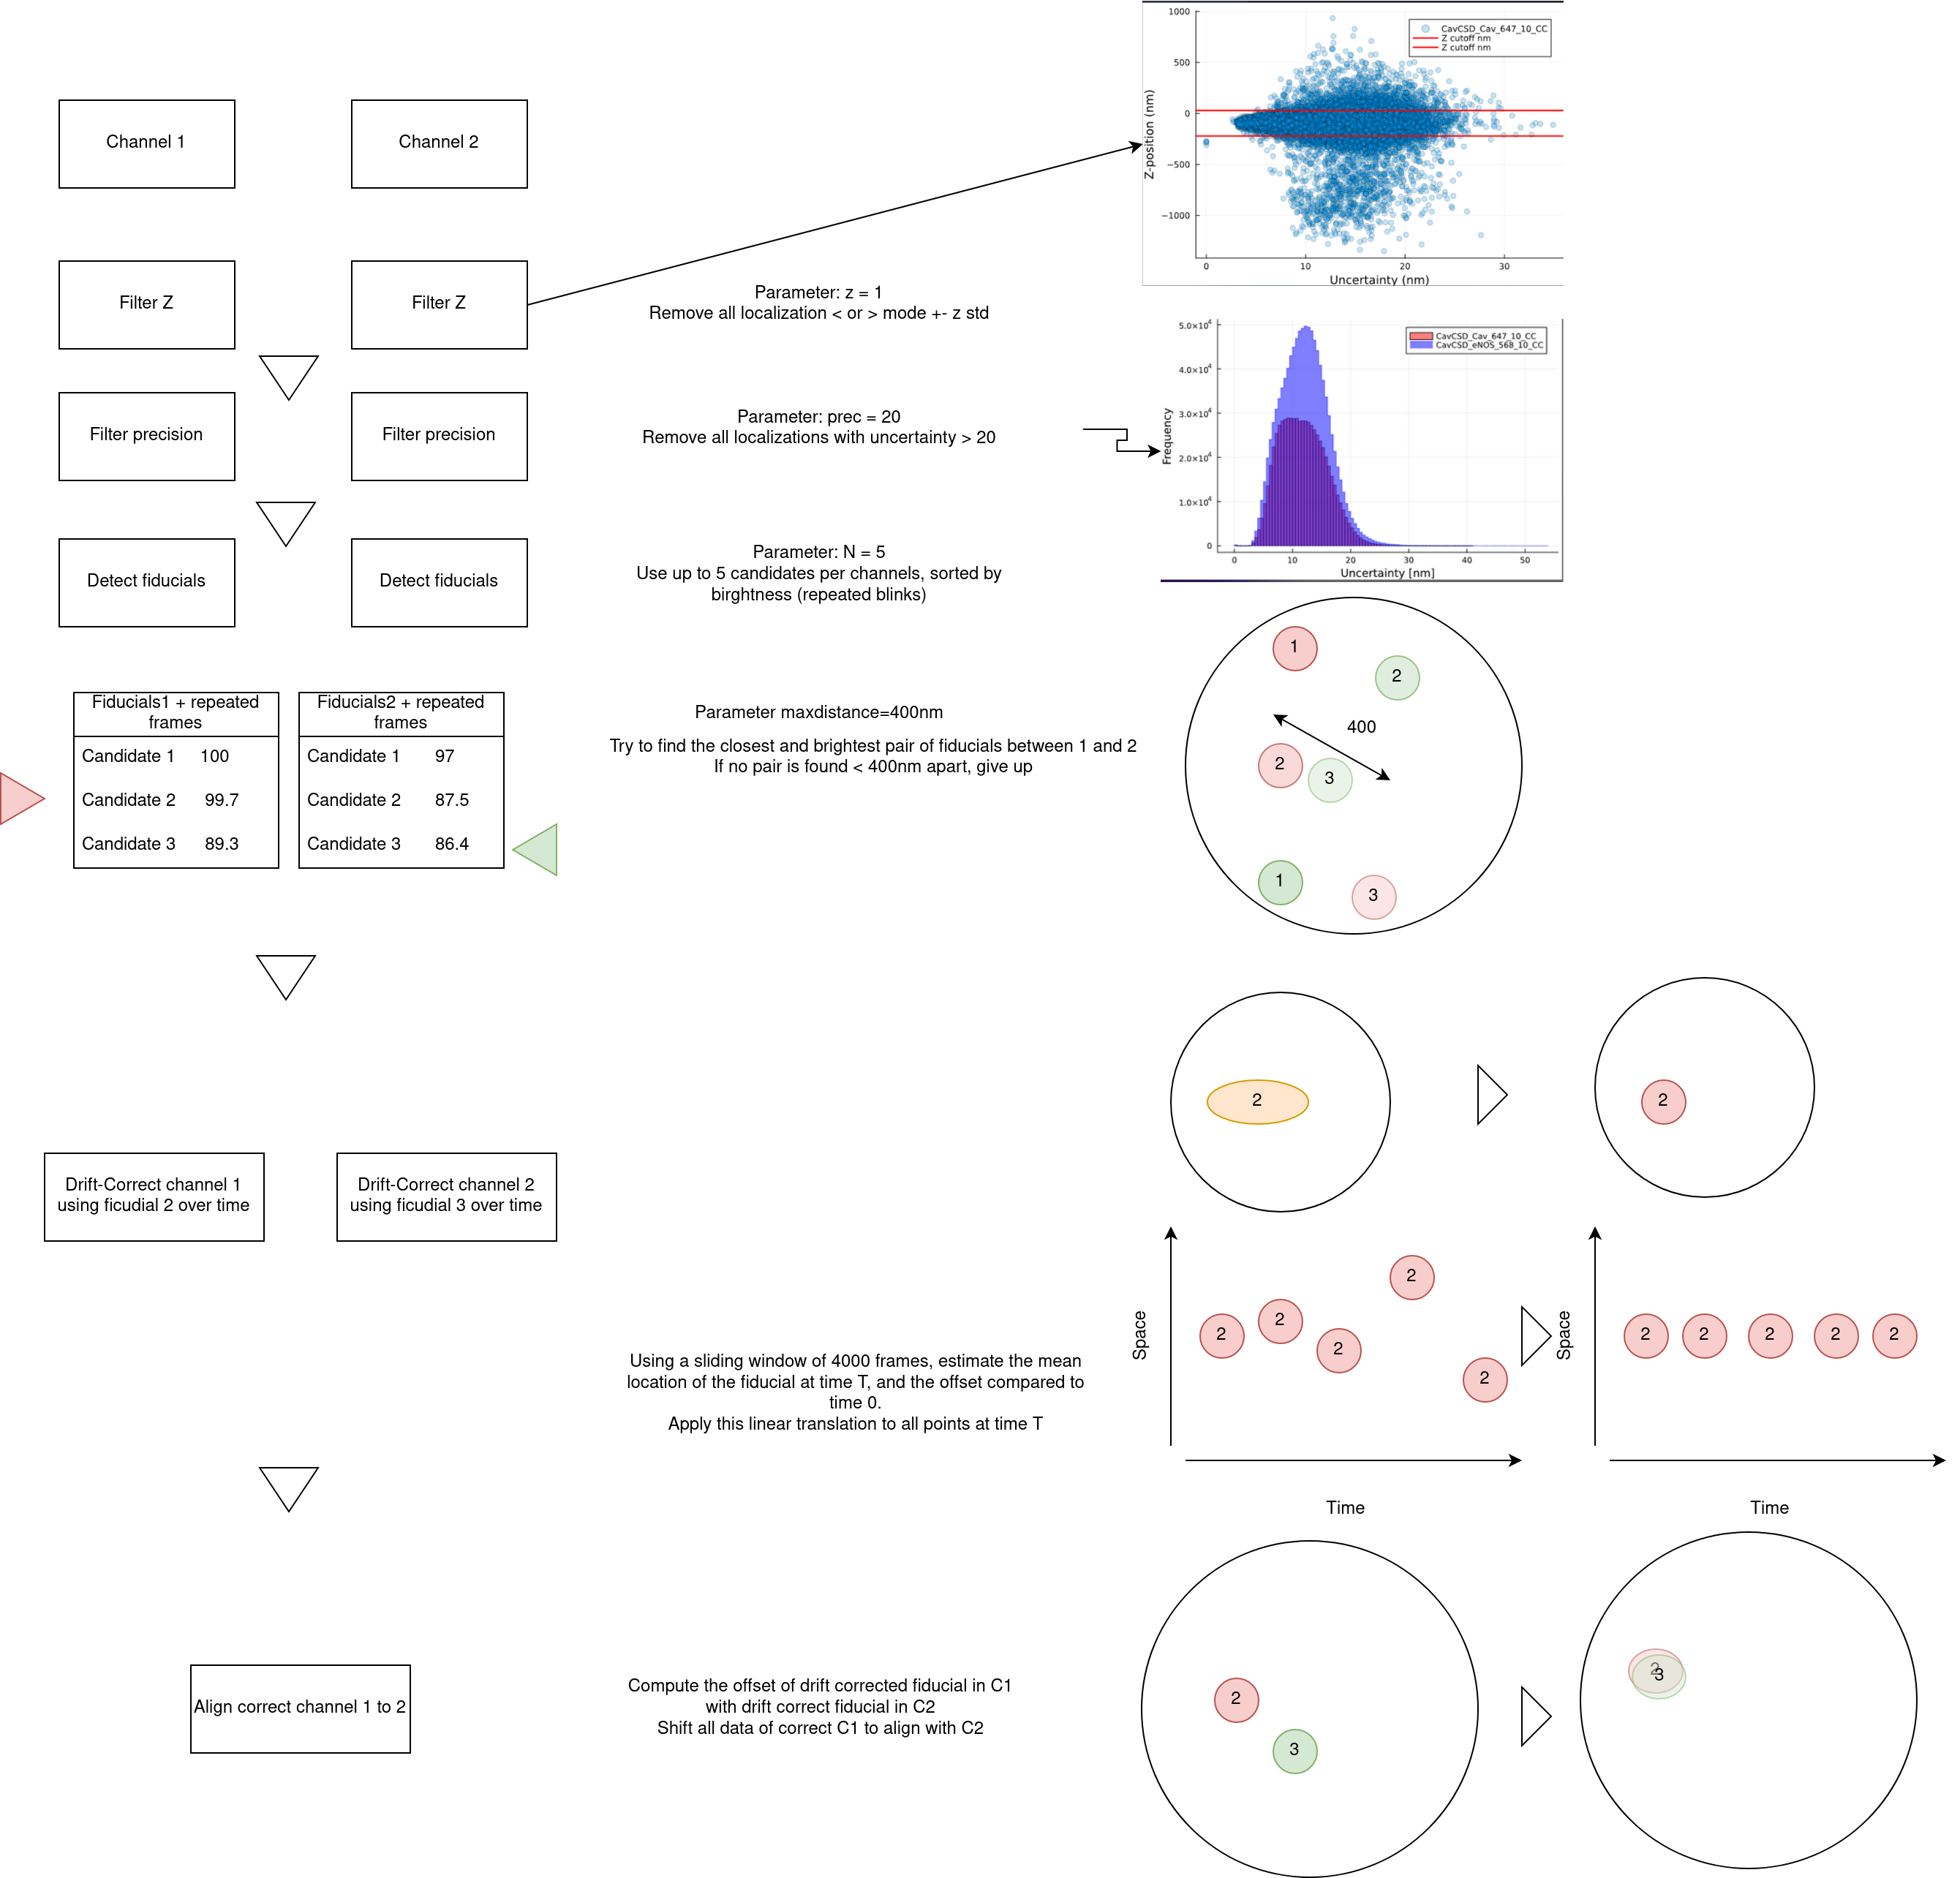 Channel 1
Channel 2
1000
500
0
−500
−1000
Z-position (nm)
CavCSD_Cav_647_10_CC
Z cutoff nm
Z cutoff nm
0
10
20
30
Uncertainty (nm)
Filter Z
Filter Z
Parameter: z = 1
Remove all localization < or > mode +- z std
Filter precision
Filter precision
Parameter: prec = 20
Remove all localizations with uncertainty > 20
5.0×10⁴
4.0×10⁴
3.0×10⁴
2.0×10⁴
1.0×10⁴
0
Frequency
CavCSD_Cav_647_10_CC
CavCSD_eNOS_568_10_CC
0
10
20
30
40
50
Uncertainty [nm]
Detect fiducials
Detect fiducials
Parameter: N = 5
Use up to 5 candidates per channels, sorted by
birghtness (repeated blinks)
Fiducials1 + repeated
frames
Candidate 1 100
Candidate 2 99.7
Candidate 3 89.3
Fiducials2 + repeated
frames
Candidate 1 97
Candidate 2 87.5
Candidate 3 86.4
Parameter maxdistance=400nm
Try to find the closest and brightest pair of fiducials between 1 and 2
If no pair is found < 400nm apart, give up
1
2
400
2
3
1
3
2
2
Drift-Correct channel 1
using ficudial 2 over time
Drift-Correct channel 2
using ficudial 3 over time
Using a sliding window of 4000 frames, estimate the mean
location of the fiducial at time T, and the offset compared to
time 0.
Apply this linear translation to all points at time T
Space
2
2
2
2
2
Time
Space
2
2
2
2
2
Time
Align correct channel 1 to 2
Compute the offset of drift corrected fiducial in C1
with drift correct fiducial in C2
Shift all data of correct C1 to align with C2
2
3
2
3